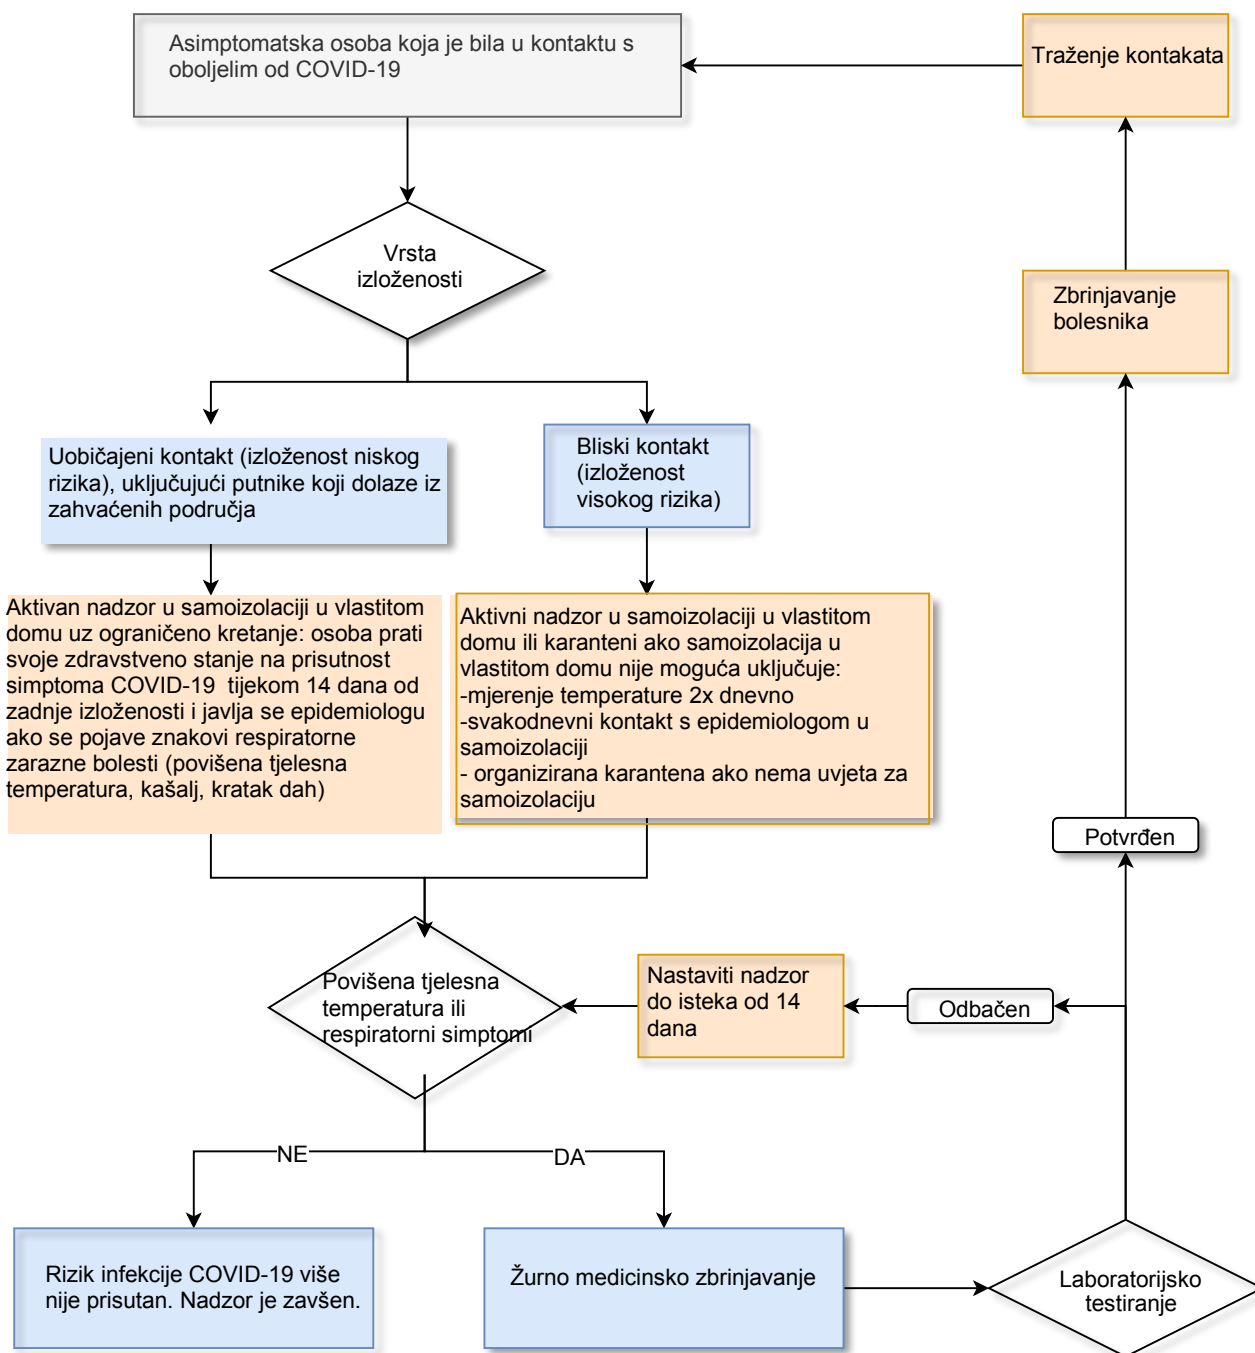 Asimptomatska osoba koja je bila u kontaktu s
oboljelim od COVID-19
Traženje kontakata
Vrsta
izloženosti
Zbrinjavanje
bolesnika
Uobičajeni kontakt (izloženost niskog
rizika), uključujući putnike koji dolaze iz
zahvaćenih područja
Bliski kontakt
(izloženost
visokog rizika)
Aktivan nadzor u samoizolaciji u vlastitom
domu uz ograničeno kretanje: osoba prati
svoje zdravstveno stanje na prisutnost
simptoma COVID-19  tijekom 14 dana od
zadnje izloženosti i javlja se epidemiologu
ako se pojave znakovi respiratorne
zarazne bolesti (povišena tjelesna
temperatura, kašalj, kratak dah)
Aktivni nadzor u samoizolaciji u vlastitom
domu ili karanteni ako samoizolacija u
vlastitom domu nije moguća uključuje:
-mjerenje temperature 2x dnevno
-svakodnevni kontakt s epidemiologom u
samoizolaciji
- organizirana karantena ako nema uvjeta za
samoizolaciju
Potvrđen
Povišena tjelesna
temperatura ili
respiratorni simptomi
Nastaviti nadzor
do isteka od 14
dana
Odbačen
NE
DA
Rizik infekcije COVID-19 više
nije prisutan. Nadzor je zavšen.
Žurno medicinsko zbrinjavanje
Laboratorijsko
testiranje